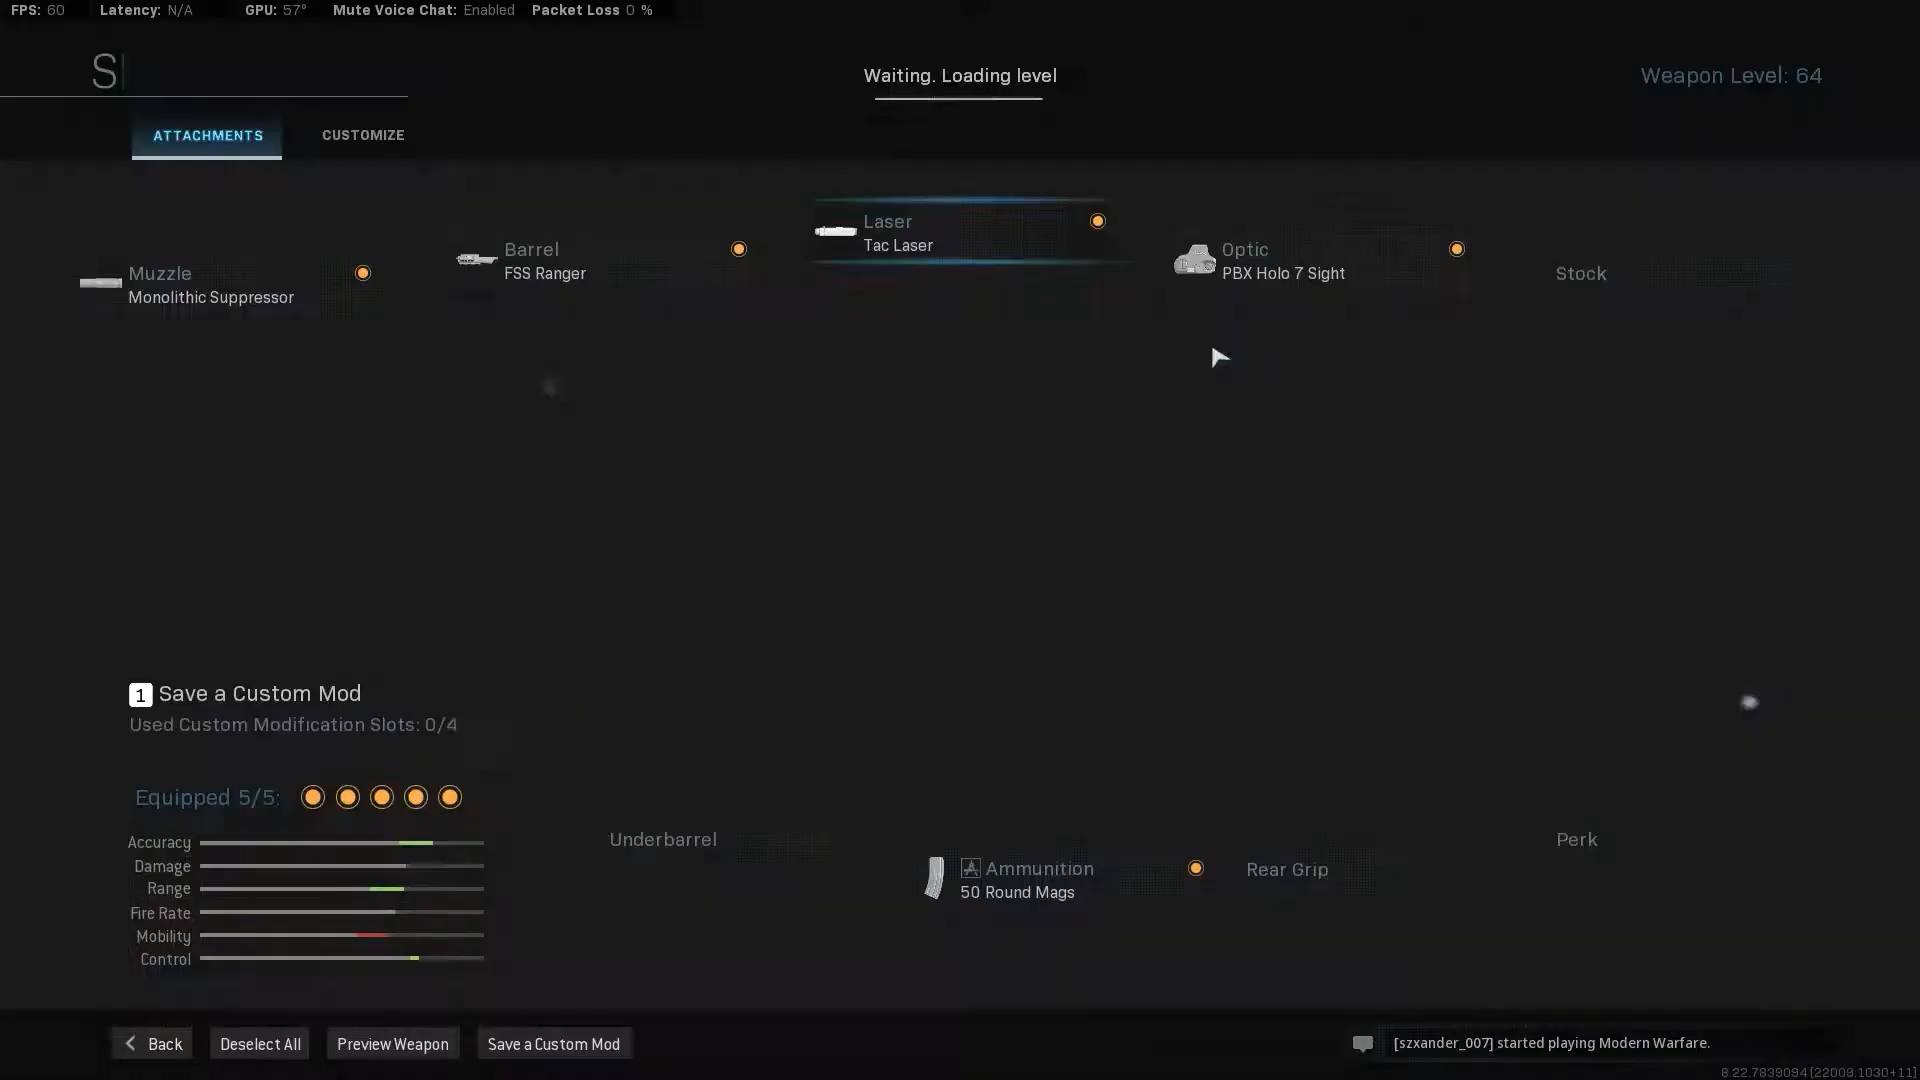 FPS: 60 Latency: N/A GPU: 57° Mute Voice Chat: Enabled Packet Loss 0 %
S
Waiting. Loading level
Weapon Level: 64
ATTACHMENTS CUSTOMIZE
Muzzle
Monolithic Suppressor
Barrel
FSS Ranger
Laser
Tac Laser
Optic
PBX Holo 7 Sight
Stock
1 Save a Custom Mod
Used Custom Modification Slots: 0/4
Equipped 5/5:
Accuracy
Damage
Range
Fire Rate
Mobility
Control
Underbarrel
Ammunition
50 Round Mags
Rear Grip
Perk
Back Deselect All Preview Weapon Save a Custom Mod
[szxander_007] started playing Modern Warfare.
8.22.7839094[22009.1030+11]